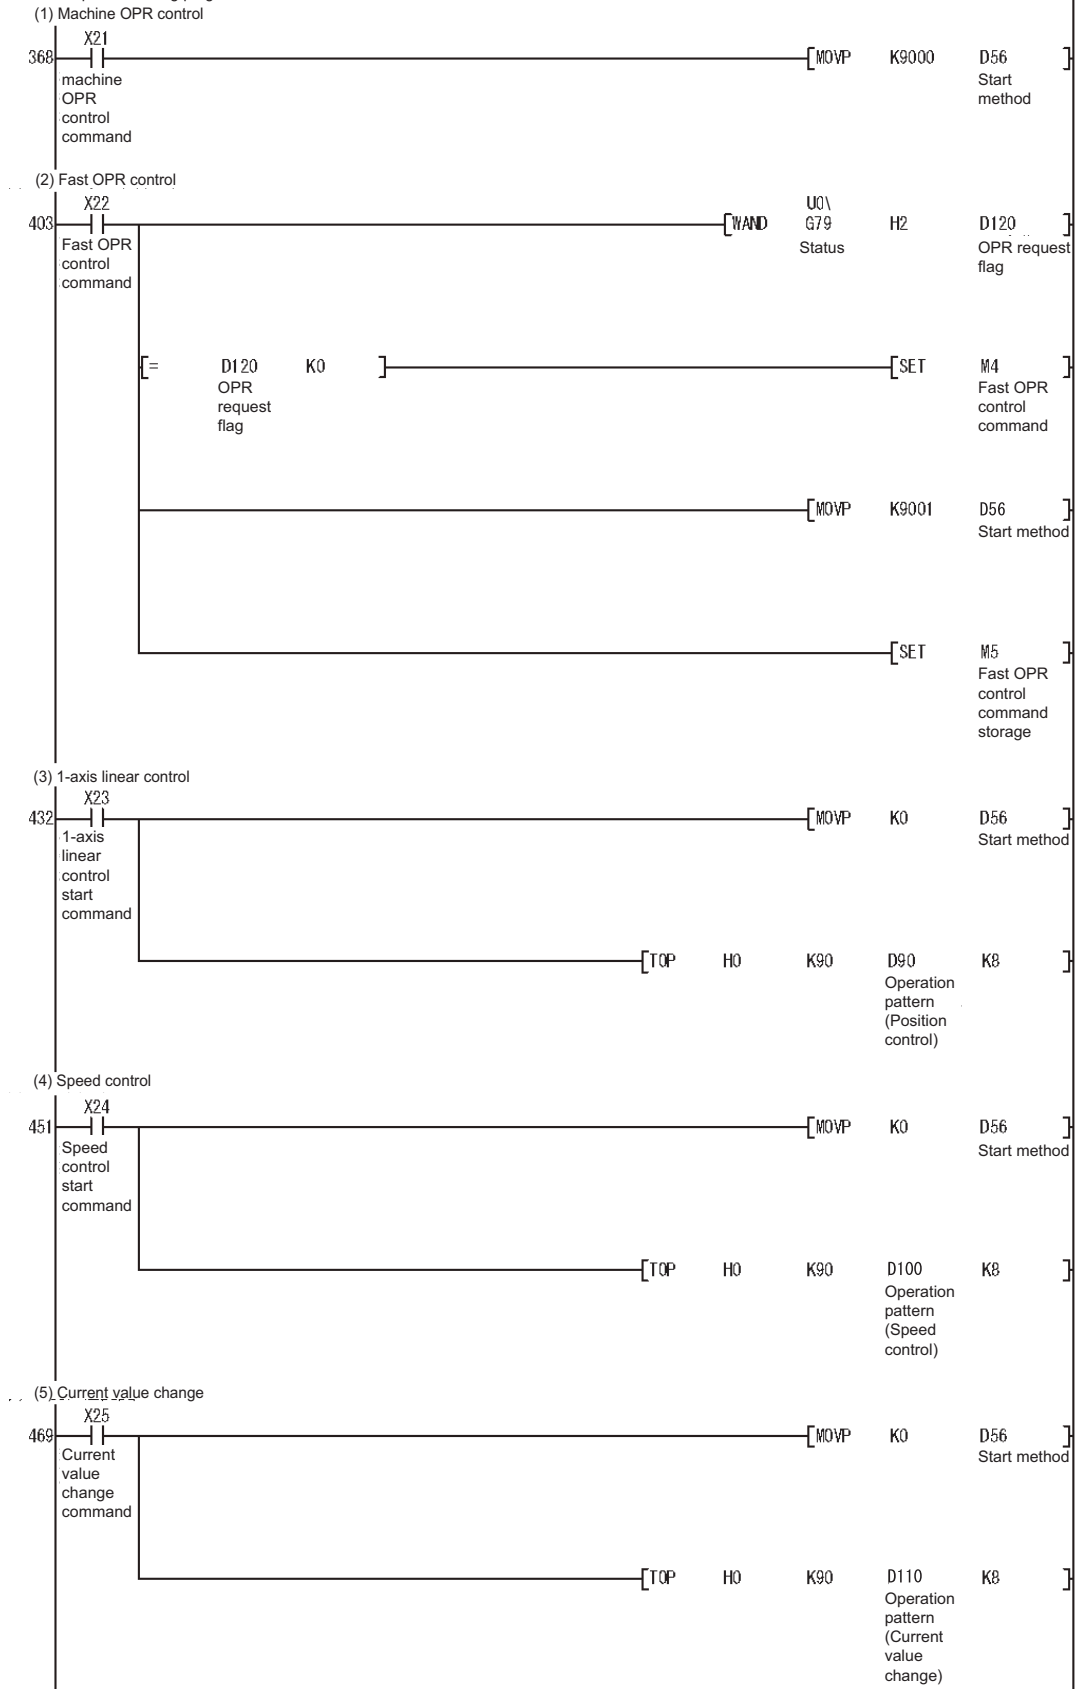 (1) Machine OPR control
X21
368 [MOVP K9000 D56 ]
machine OPR control command
Start method
(2) Fast OPR control
X22
403 [WAND U0\G79 H2 D120 ]
Fast OPR control command
Status
OPR request flag
[= D120 K0 ] [SET M4 ]
OPR request flag
Fast OPR control command
[MOVP K9001 D56 ]
Start method
[SET M5 ]
Fast OPR control command storage
(3) 1-axis linear control
X23
432 [MOVP K0 D56 ]
1-axis linear control start command
Start method
[TOP H0 K90 D90 K8 ]
Operation pattern (Position control)
(4) Speed control
X24
451 [MOVP K0 D56 ]
Speed control start command
Start method
[TOP H0 K90 D100 K8 ]
Operation pattern (Speed control)
(5) Current value change
X25
469 [MOVP K0 D56 ]
Current value change command
Start method
[TOP H0 K90 D110 K8 ]
Operation pattern (Current value change)